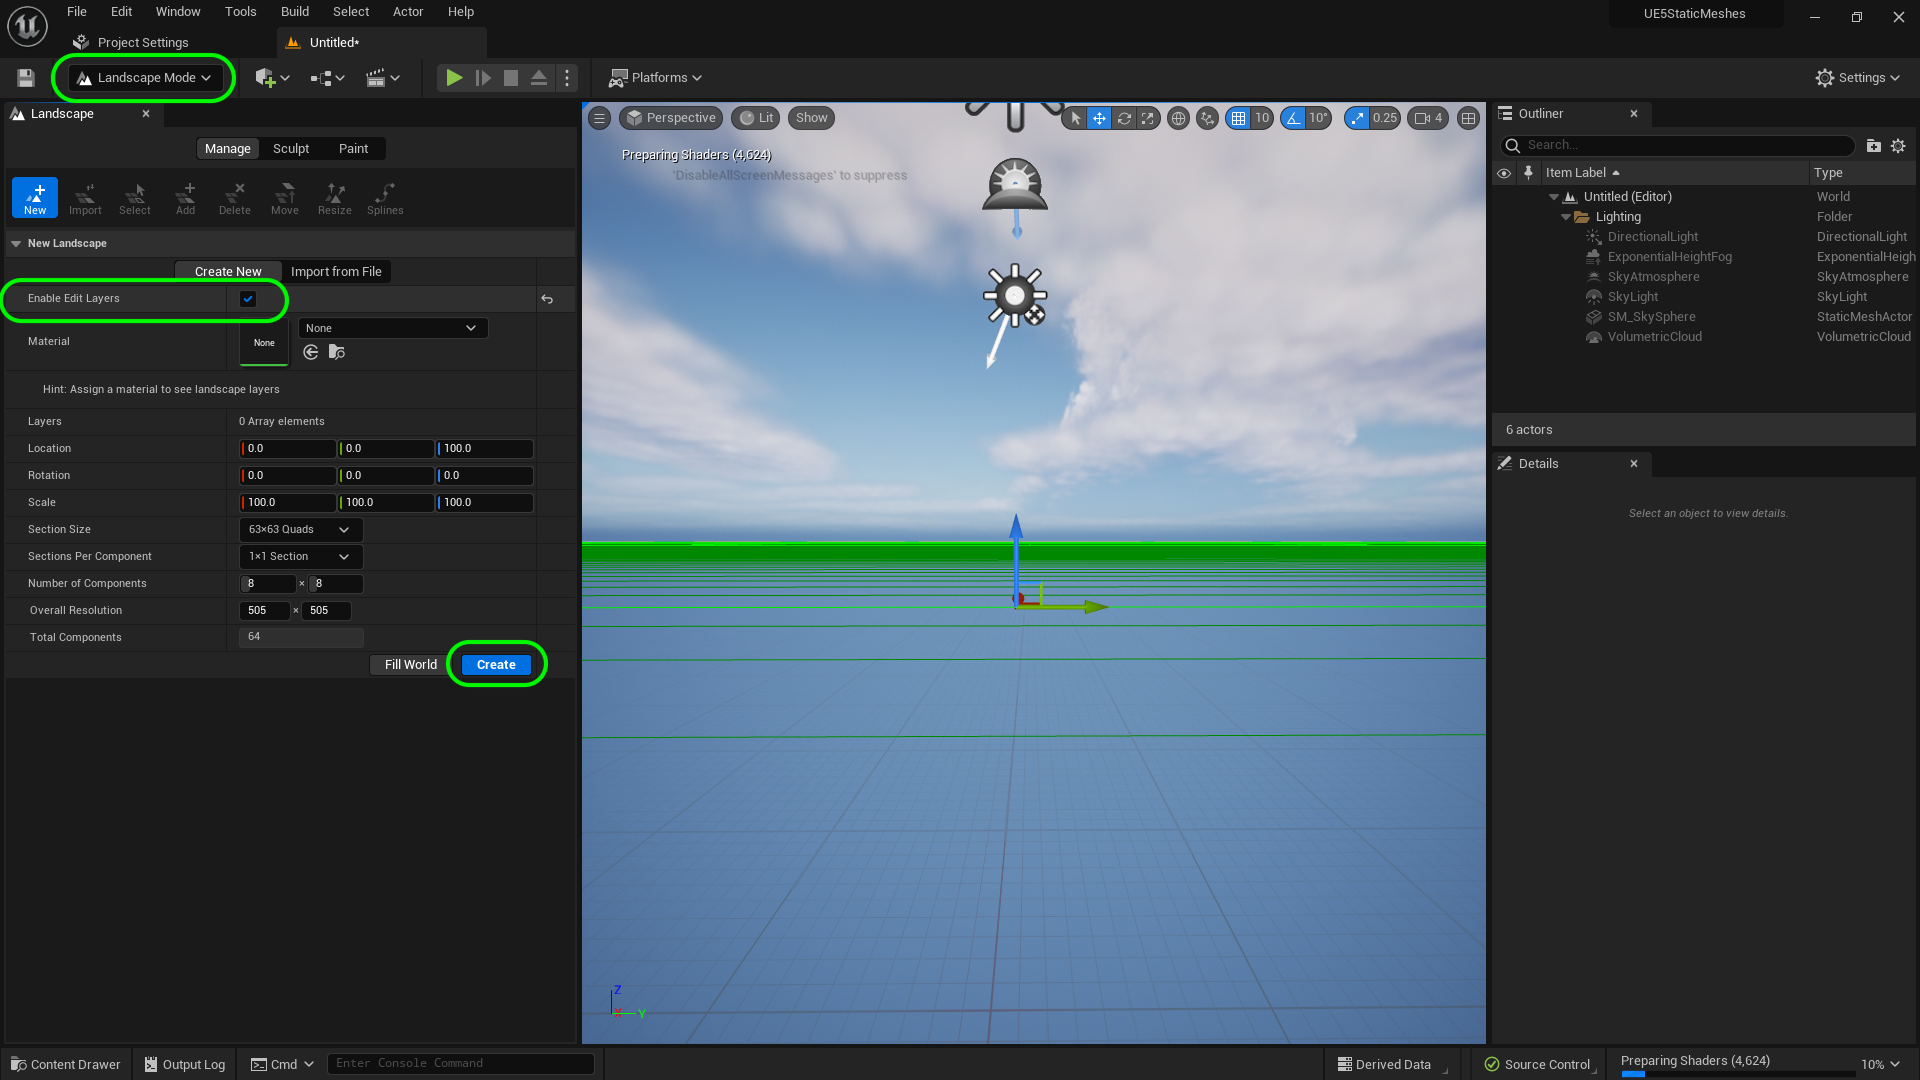 File Edit Window Tools Build Select Actor Help
UE5StaticMeshes
Project Settings
Untitled*
Landscape Mode
Platforms
Settings
Landscape
Manage Sculpt Paint
New Import Select Add Delete Move Resize Splines
New Landscape
Create New Import from File
Enable Edit Layers
Material
None
None
Hint: Assign a material to see landscape layers
Layers 0 Array elements
Location 0.0 0.0 100.0
Rotation 0.0 0.0 0.0
Scale 100.0 100.0 100.0
Section Size 63×63 Quads
Sections Per Component 1×1 Section
Number of Components 8 × 8
Overall Resolution 505 × 505
Total Components 64
Fill World Create
Perspective Lit Show
10 10° 0.25 4
Preparing Shaders (4,624)
'DisableAllScreenMessages' to suppress
Z
X Y
Outliner
Search...
Item Label Type
Untitled (Editor) World
Lighting Folder
DirectionalLight DirectionalLight
ExponentialHeightFog ExponentialHeigh
SkyAtmosphere SkyAtmosphere
SkyLight SkyLight
SM_SkySphere StaticMeshActor
VolumetricCloud VolumetricCloud
6 actors
Details
Select an object to view details.
Content Drawer Output Log Cmd Enter Console Command
Derived Data Source Control Preparing Shaders (4,624) 10%